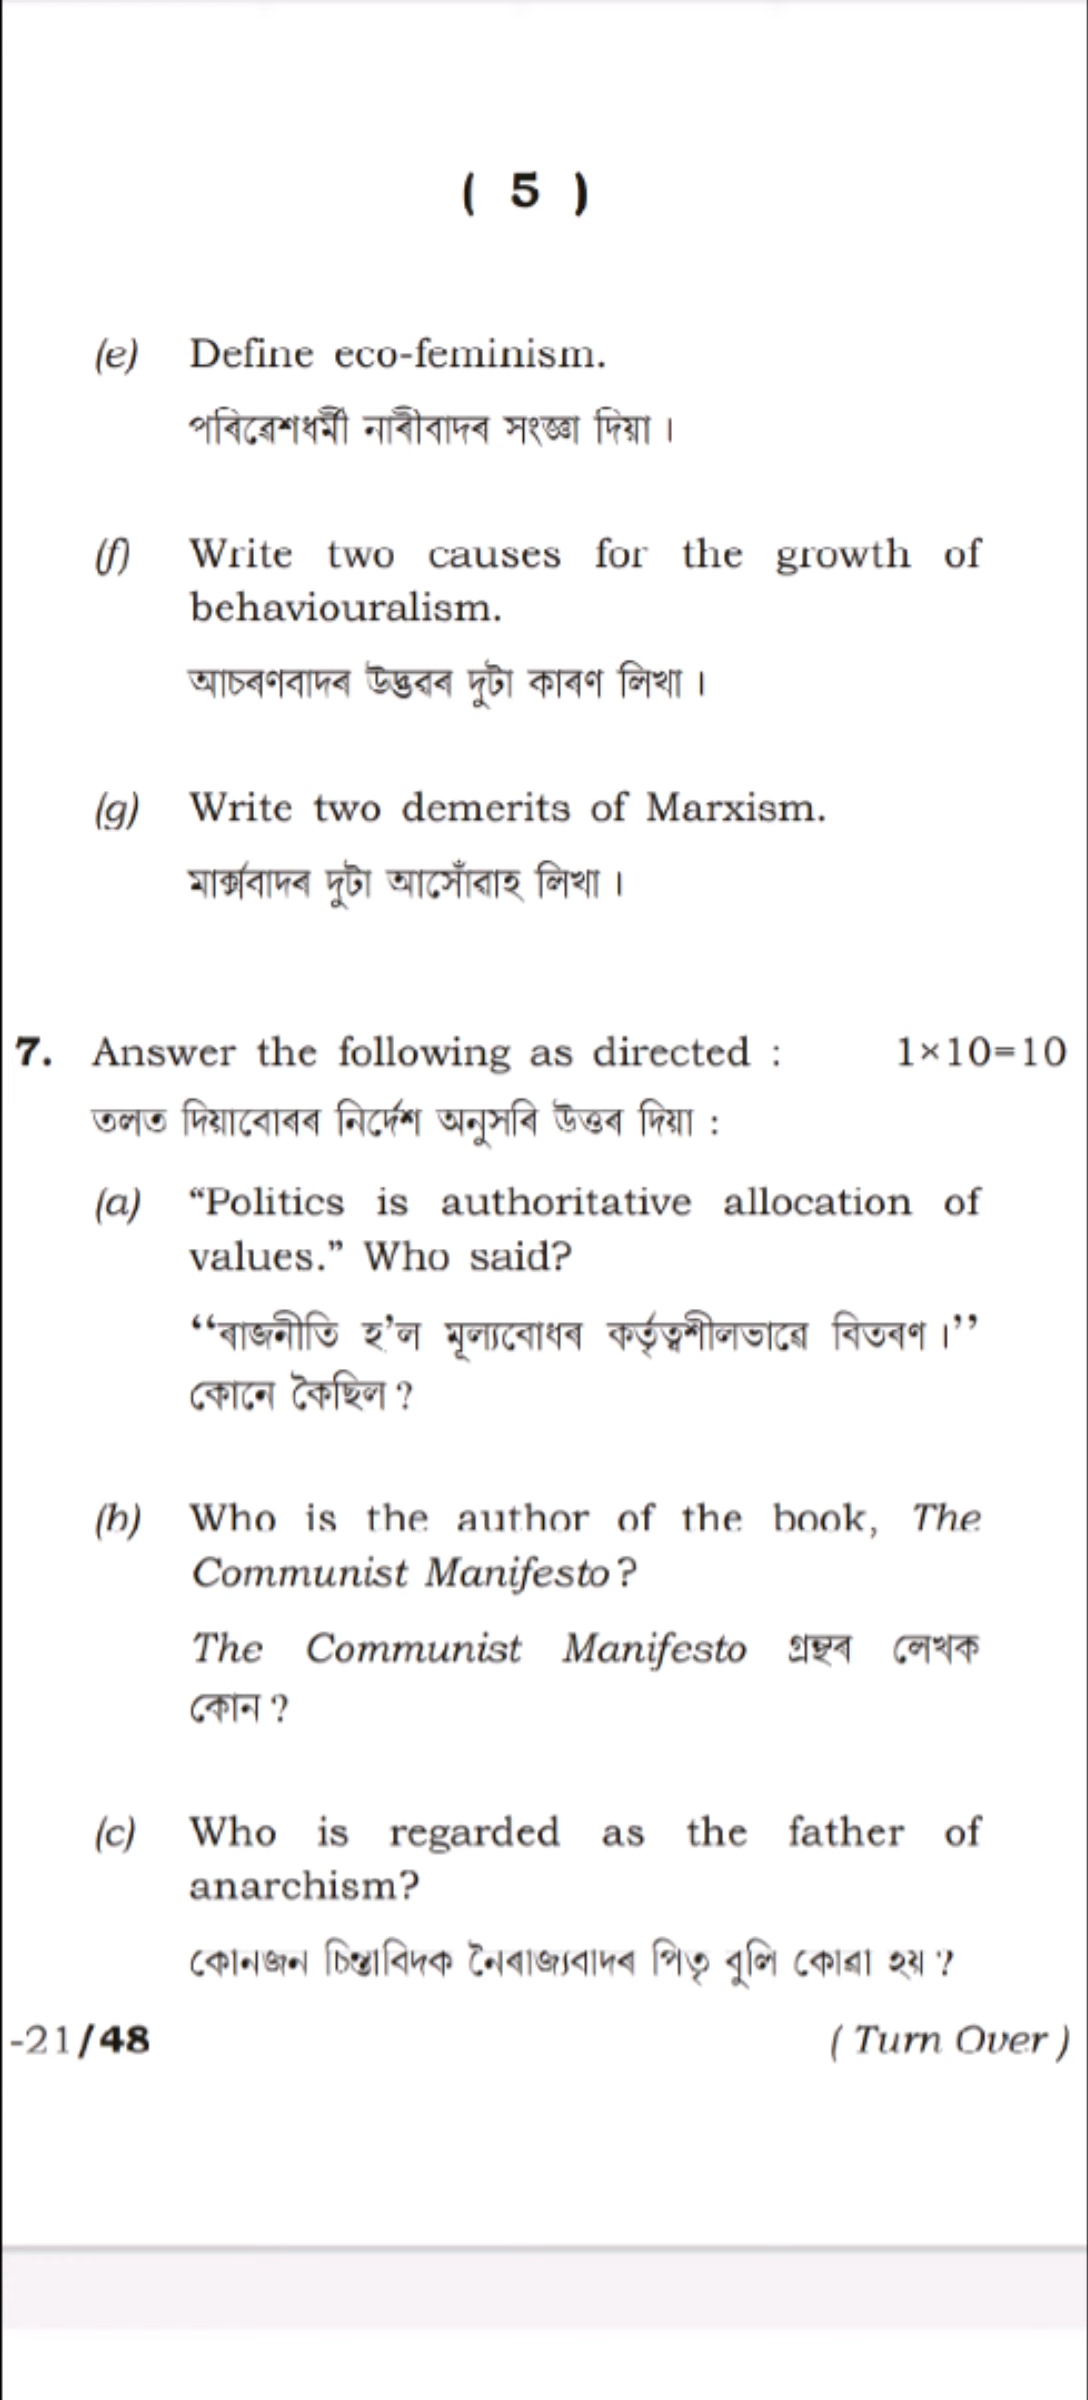 ( 5 )
(e) Define eco-feminism.
পৰিৱেশধৰ্মী নাৰীবাদৰ সংজ্ঞা দিয়া ।
(f) Write two causes for the growth of
behaviouralism.
আচৰণবাদৰ উদ্ভৱৰ দুটা কাৰণ লিখা ।
(g) Write two demerits of Marxism.
মাৰ্ক্সবাদৰ দুটা আসোঁৱাহ লিখা ।
7. Answer the following as directed : 1×10=10
তলত দিয়াবোৰৰ নিৰ্দেশ অনুসৰি উত্তৰ দিয়া :
(a) “Politics is authoritative allocation of
values.” Who said?
‘‘ৰাজনীতি হ’ল মূল্যবোধৰ কৰ্তৃত্বশীলভাৱে বিতৰণ ।’’
কোনে কৈছিল ?
(b) Who is the author of the book, The
Communist Manifesto?
The Communist Manifesto গ্ৰন্থৰ লেখক
কোন ?
(c) Who is regarded as the father of
anarchism?
কোনজন চিন্তাবিদক নৈৰাজ্যবাদৰ পিতৃ বুলি কোৱা হয় ?
-21/48 ( Turn Over )